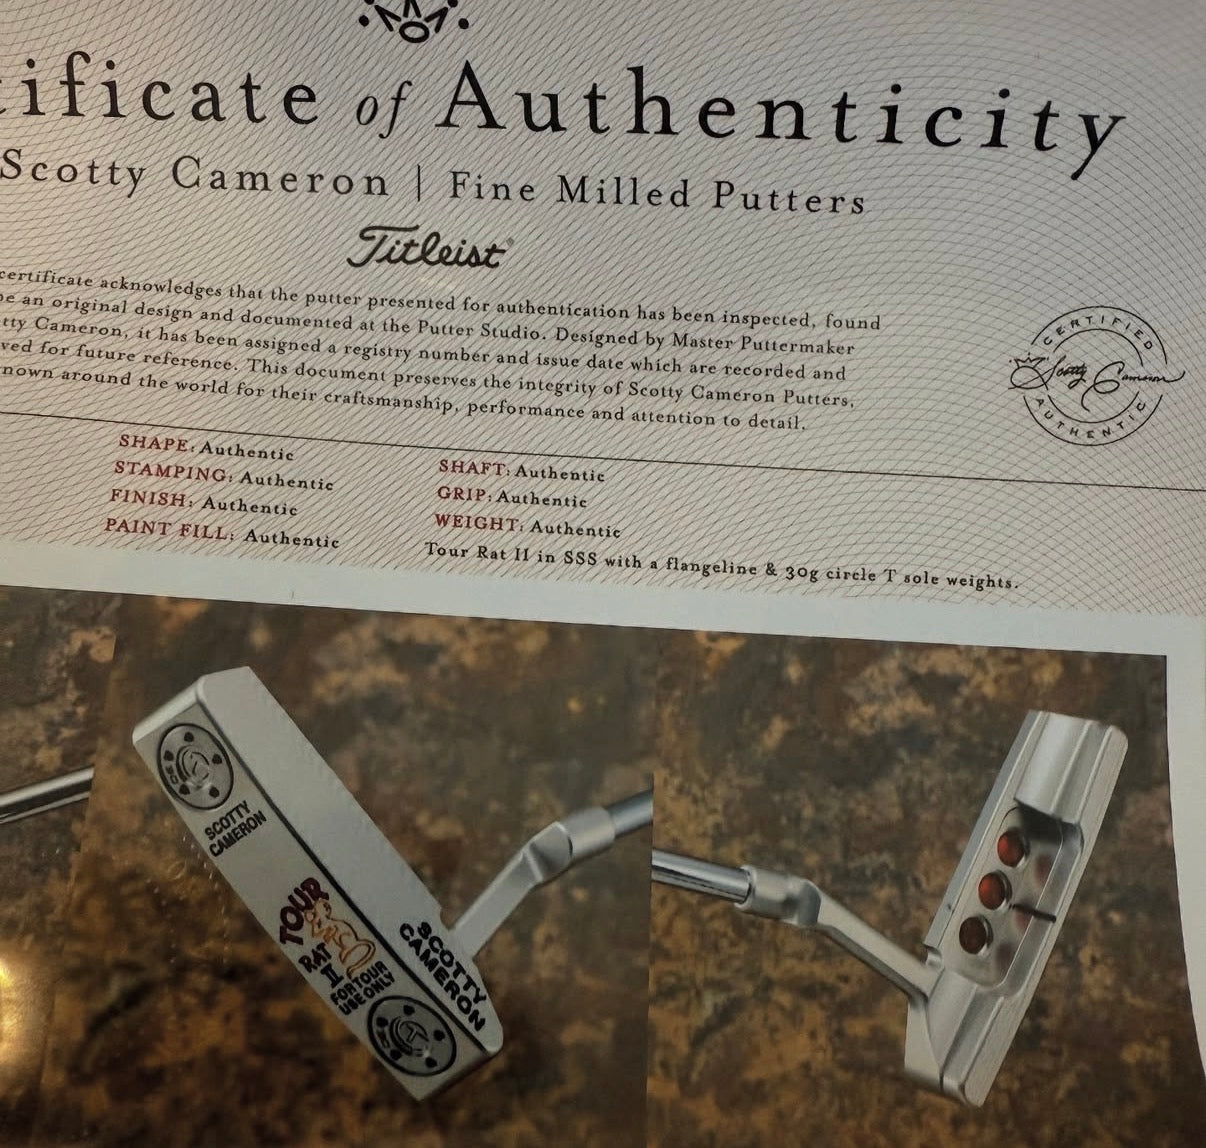 tificate of Authenticity
Scotty Cameron | Fine Milled Putters
Titleist
certificate acknowledges that the putter presented for authentication has been inspected, found
be an original design and documented at the Putter Studio. Designed by Master Puttermaker
tty Cameron, it has been assigned a registry number and issue date which are recorded and
ved for future reference. This document preserves the integrity of Scotty Cameron Putters,
nown around the world for their craftsmanship, performance and attention to detail.
CERTIFIED
Scotty Cameron
AUTHENTIC
SHAPE: Authentic
STAMPING: Authentic
FINISH: Authentic
PAINT FILL: Authentic
SHAFT: Authentic
GRIP: Authentic
WEIGHT: Authentic
Tour Rat II in SSS with a flangeline & 30g circle T sole weights.
30
SCOTTY
CAMERON
TOUR
RAT
II
FOR TOUR
USE ONLY
SCOTTY
CAMERON
T
30